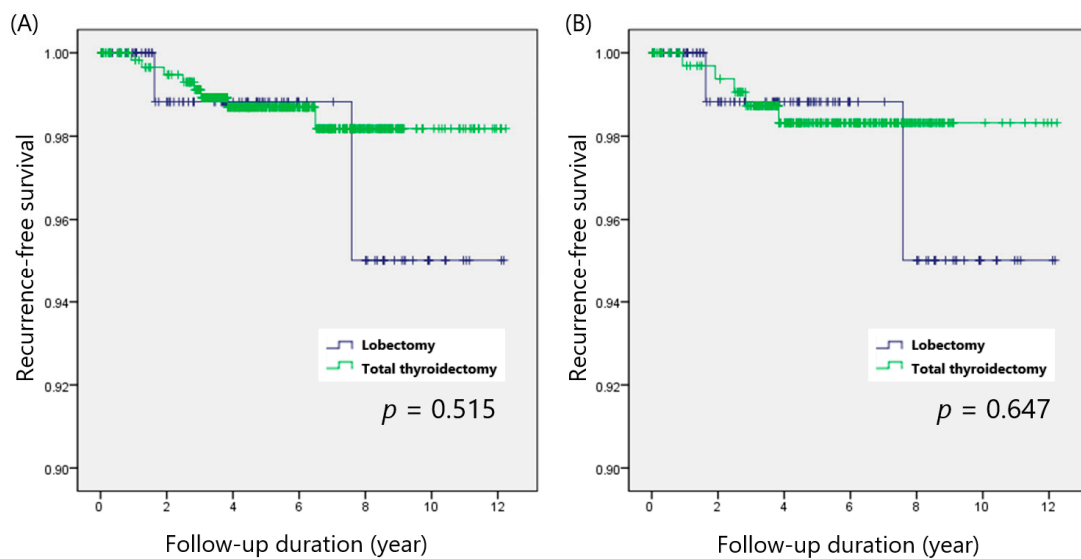 (A)
Recurrence-free survival
1.00
0.98
0.96
0.94
0.92
0.90
Lobectomy
Total thyroidectomy
p = 0.515
0 2 4 6 8 10 12
Follow-up duration (year)
(B)
Recurrence-free survival
1.00
0.98
0.96
0.94
0.92
0.90
Lobectomy
Total thyroidectomy
p = 0.647
0 2 4 6 8 10 12
Follow-up duration (year)